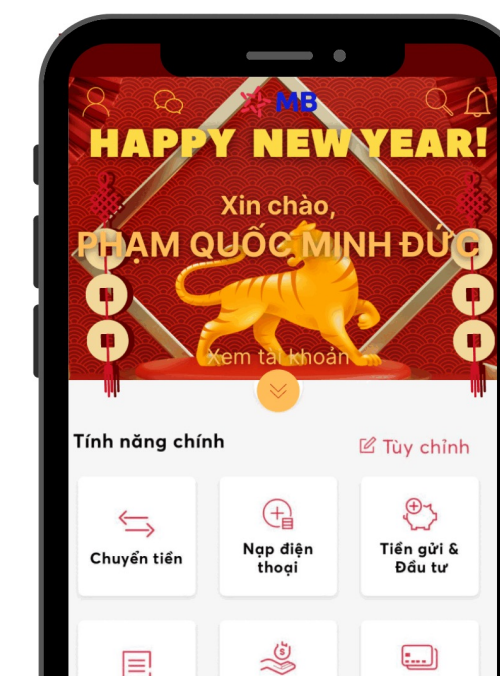 MB
HAPPY NEW YEAR!
Xin chào,
PHẠM QUỐC MINH ĐỨC
Xem tài khoản
Tính năng chính
Tùy chỉnh
Chuyển tiền
Nạp điện
thoại
Tiền gửi &
Đầu tư